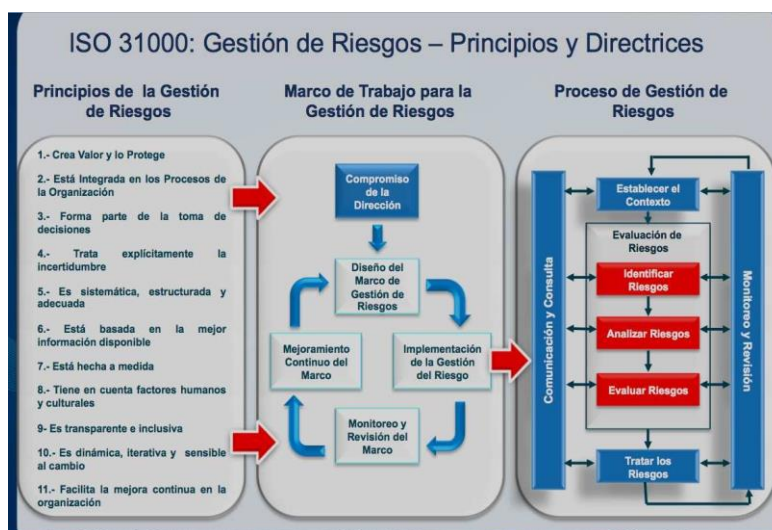 ISO 31000: Gestión de Riesgos – Principios y Directrices
Principios de la Gestión
de Riesgos
1.- Crea Valor y lo Protege
2.- Está Integrada en los Procesos de
la Organización
3.- Forma parte de la toma de
decisiones
4.- Trata explícitamente la
incertidumbre
5.- Es sistemática, estructurada y
adecuada
6.- Está basada en la mejor
información disponible
7.- Está hecha a medida
8.- Tiene en cuenta factores humanos
y culturales
9- Es transparente e inclusiva
10.- Es dinámica, iterativa y sensible
al cambio
11.- Facilita la mejora continua en la
organización
Marco de Trabajo para la
Gestión de Riesgos
Compromiso
de la
Dirección
Diseño del
Marco de
Gestión de
Riesgos
Mejoramiento
Continuo del
Marco
Implementación
de la Gestión
del Riesgo
Monitoreo y
Revisión del
Marco
Proceso de Gestión de
Riesgos
Comunicación y Consulta
Establecer el
Contexto
Evaluación de
Riesgos
Identificar
Riesgos
Analizar Riesgos
Evaluar Riesgos
Tratar los
Riesgos
Monitoreo y Revisión